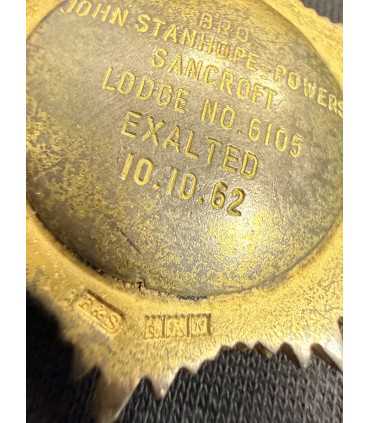 BRO
JOHN STANHOPE POWERS
SANCROFT
LODGE NO. 6105
EXALTED
10.10.62